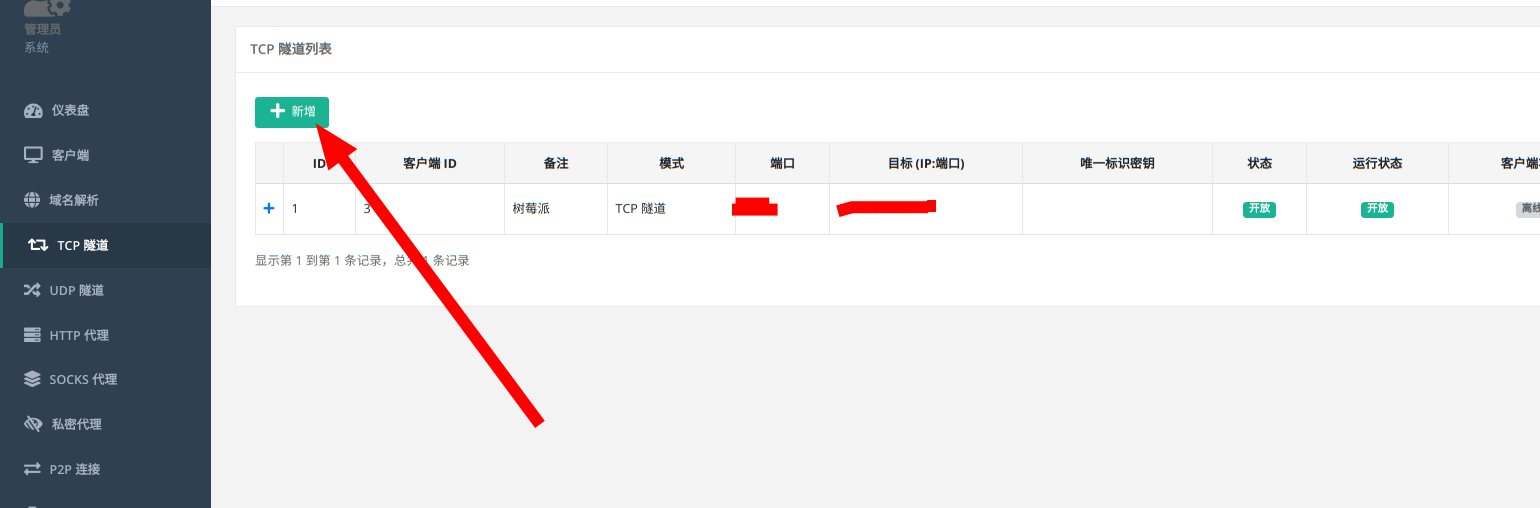 管理员
系统
仪表盘
客户端
域名解析
TCP 隧道
UDP 隧道
HTTP 代理
SOCKS 代理
私密代理
P2P 连接
TCP 隧道列表
新增
ID 客户端 ID 备注 模式 端口 目标 (IP:端口) 唯一标识密钥 状态 运行状态 客户端
1 3 树莓派 TCP 隧道 开放 开放 离线
显示第 1 到第 1 条记录，总共 1 条记录